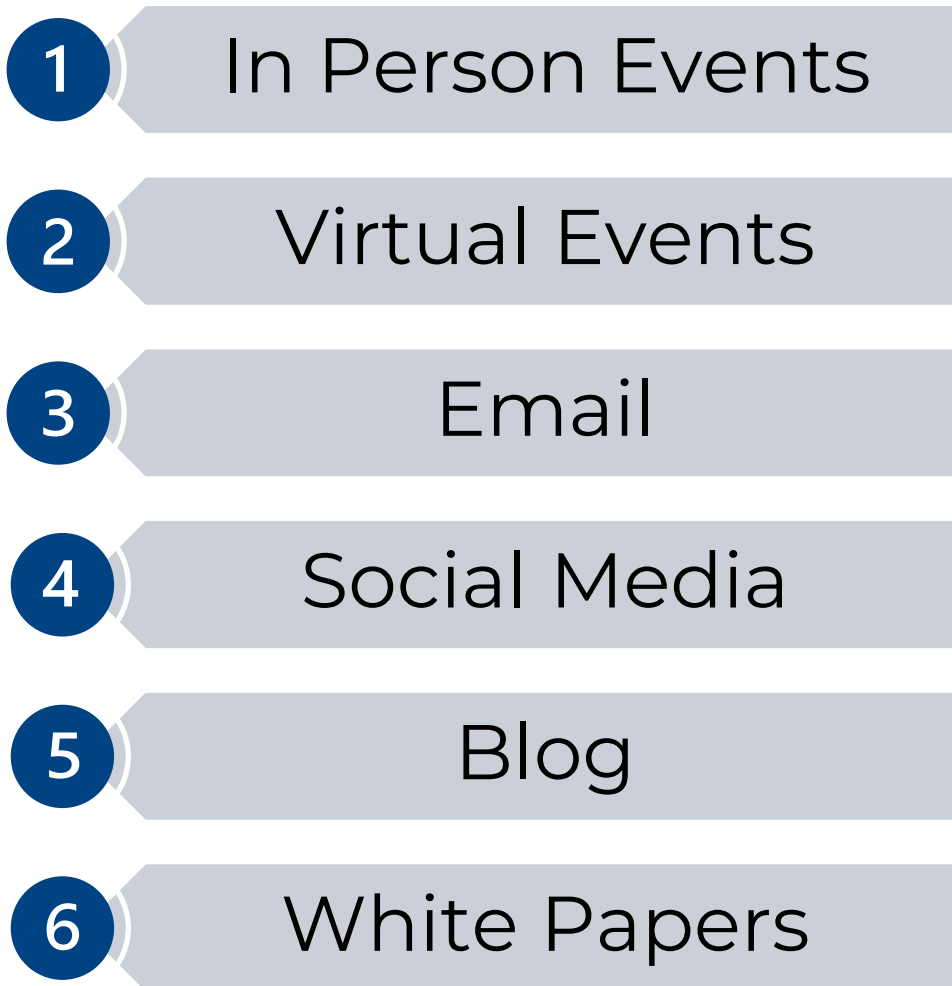 1 In Person Events
2 Virtual Events
3 Email
4 Social Media
5 Blog
6 White Papers